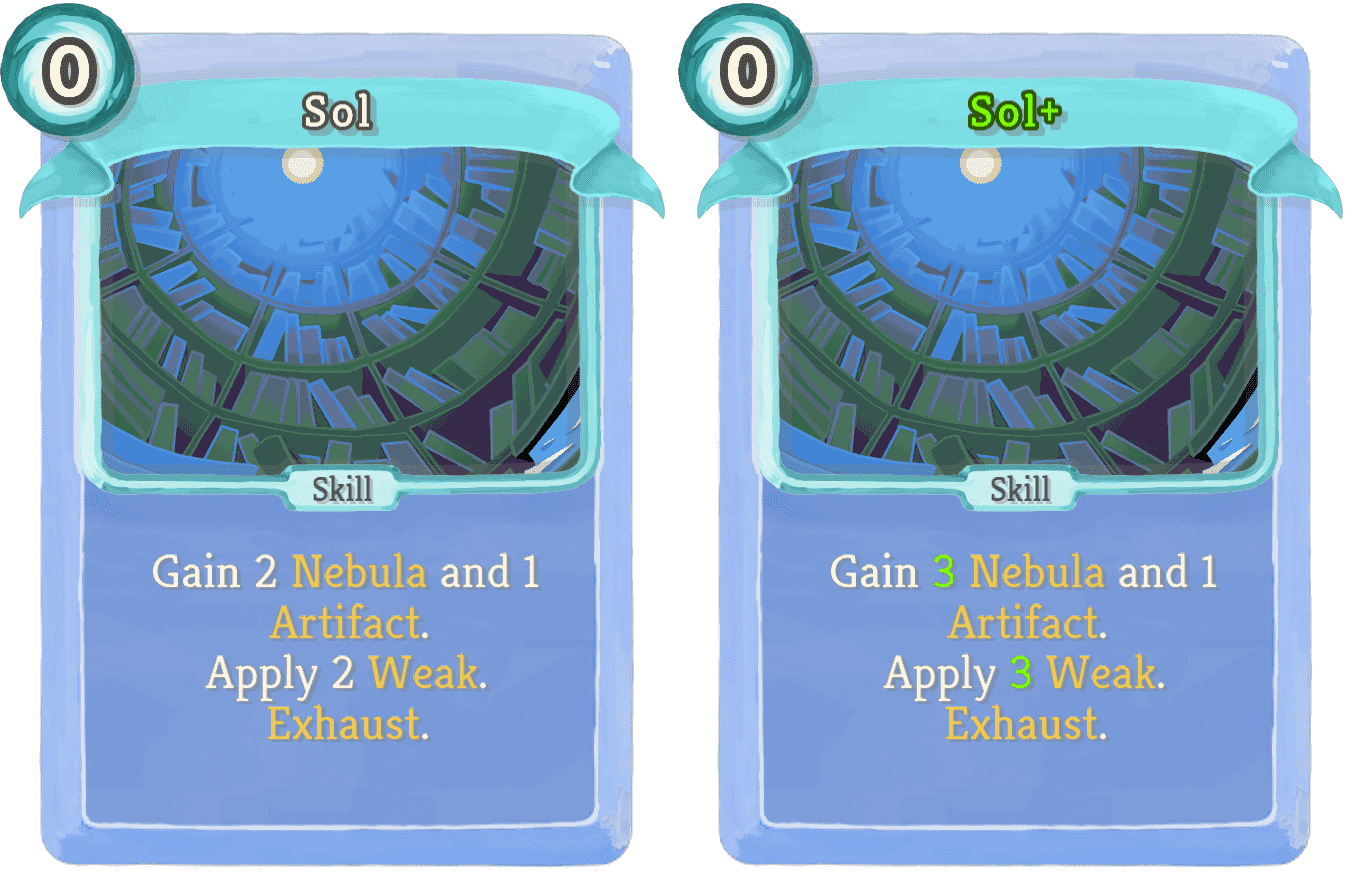 0
Sol
Skill
Gain 2 Nebula and 1
Artifact.
Apply 2 Weak.
Exhaust.
0
Sol+
Skill
Gain 3 Nebula and 1
Artifact.
Apply 3 Weak.
Exhaust.